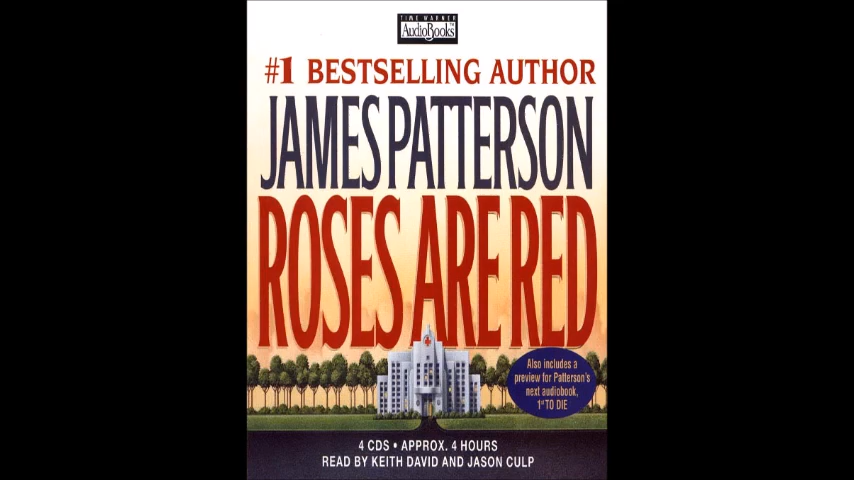 TIME WARNER
AudioBooks™
#1 BESTSELLING AUTHOR
JAMES PATTERSON
ROSES ARE RED
Also includes a
preview for Patterson's
next audiobook,
1st TO DIE
4 CDS • APPROX. 4 HOURS
READ BY KEITH DAVID AND JASON CULP